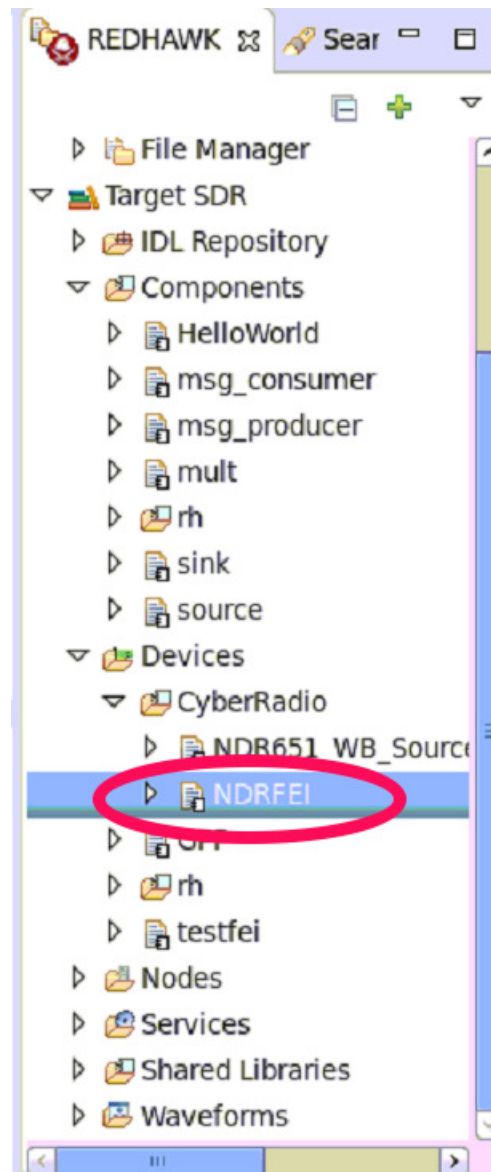 REDHAWK Sear
File Manager
Target SDR
IDL Repository
Components
HelloWorld
msg_consumer
msg_producer
mult
rh
sink
source
Devices
CyberRadio
NDR651_WB_Source
NDRFEI
rh
testfei
Nodes
Services
Shared Libraries
Waveforms